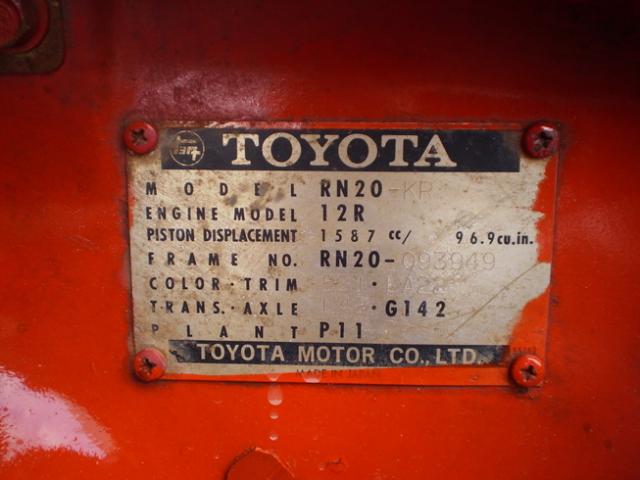 TOYOTA
MODEL RN20-KR
ENGINE MODEL 12R
PISTON DISPLACEMENT 1587 cc/ 96.9cu.in.
FRAME NO. RN20-093949
COLOR·TRIM
TRANS.·AXLE ·G142
PLANT P11
TOYOTA MOTOR CO., LTD.
MADE IN JAPAN